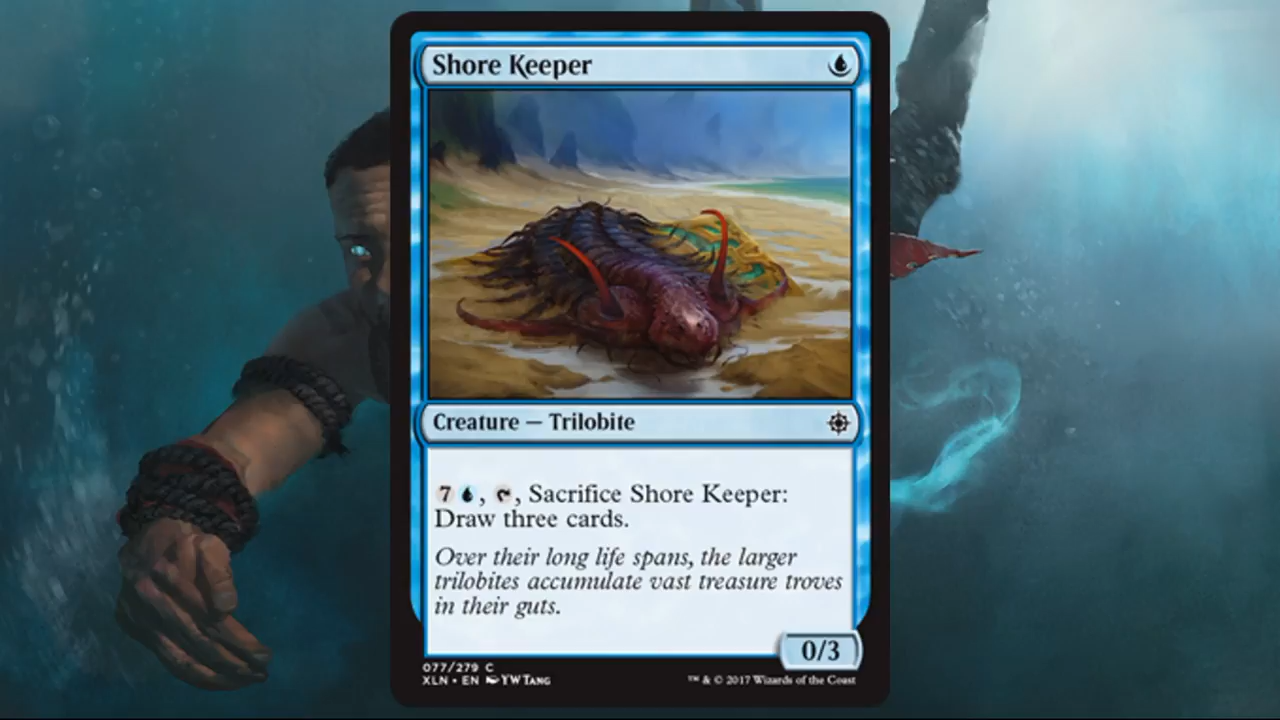 Shore Keeper
Creature — Trilobite
7, , Sacrifice Shore Keeper:
Draw three cards.
Over their long life spans, the larger
trilobites accumulate vast treasure troves
in their guts.
0/3
077/279 C
XLN • EN YW Tang
™ & © 2017 Wizards of the Coast